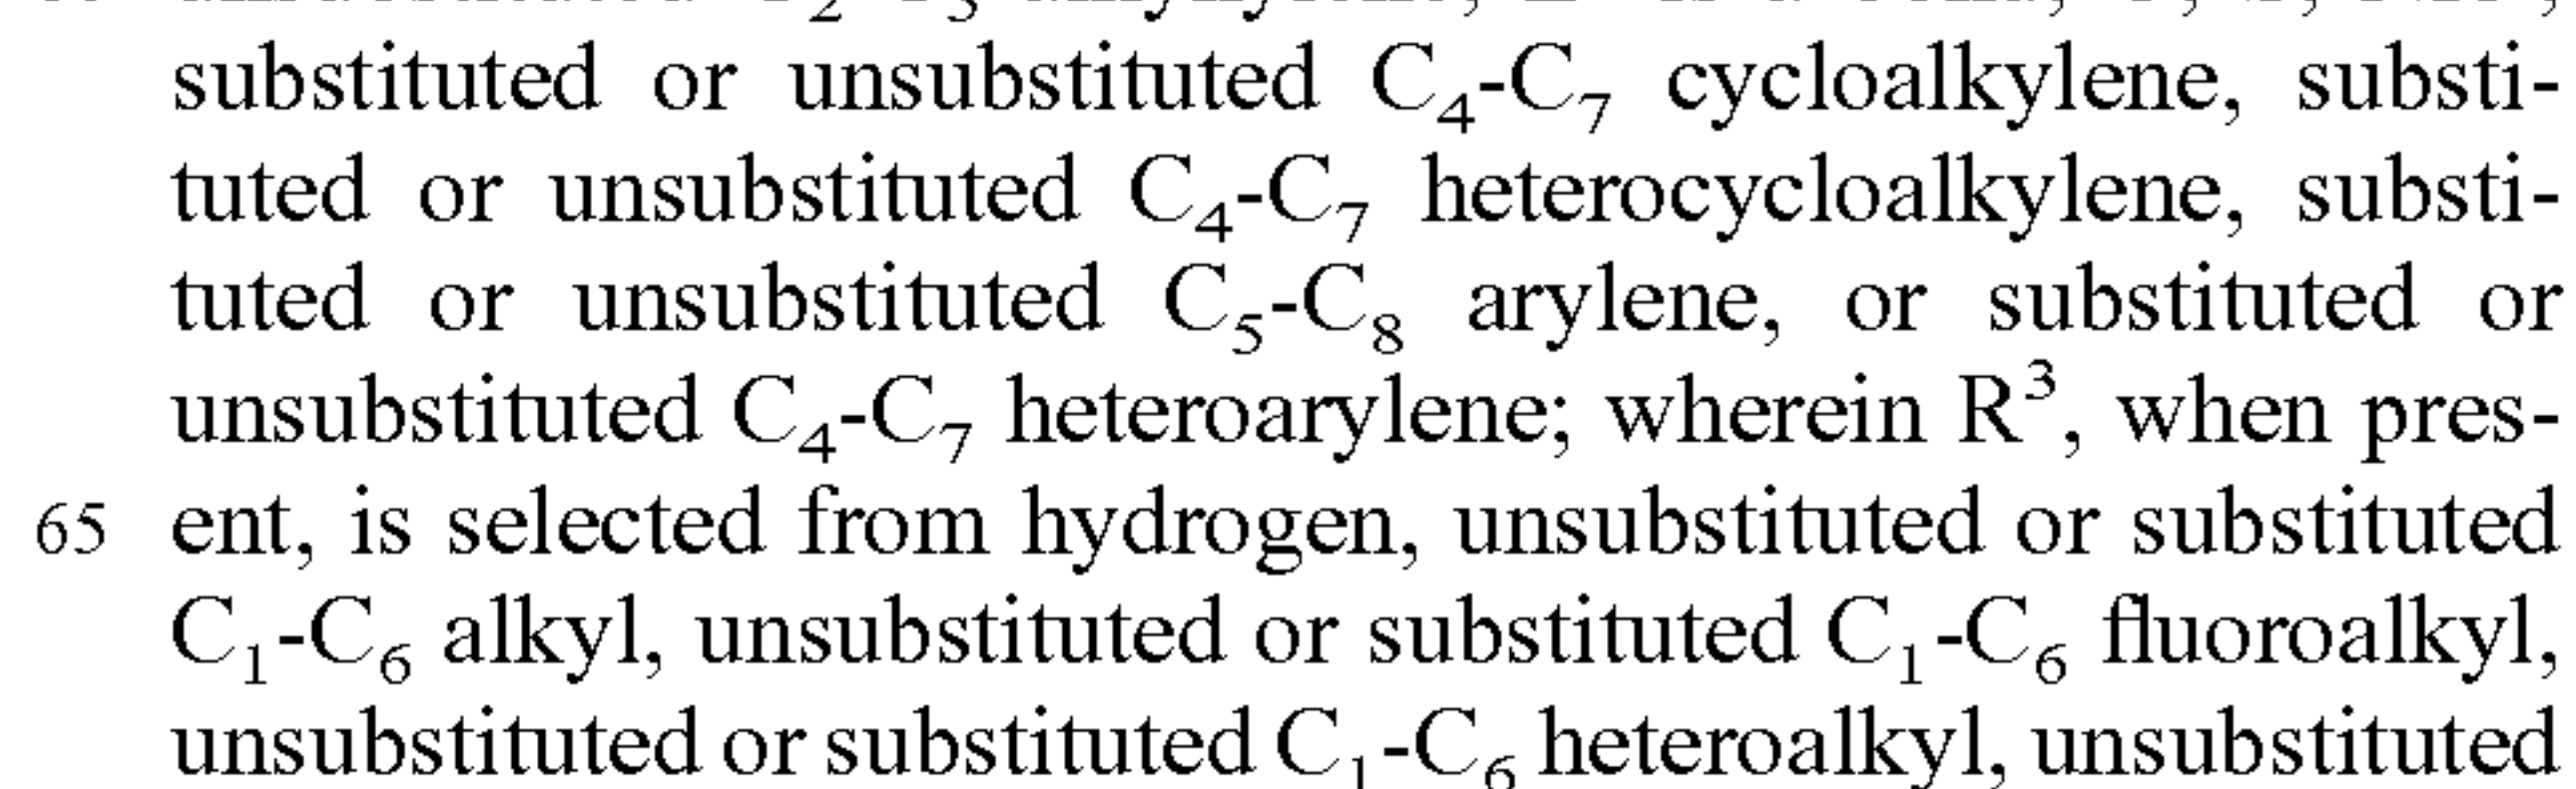 substituted or unsubstituted C₄-C₇ cycloalkylene, substi-
tuted or unsubstituted C₄-C₇ heterocycloalkylene, substi-
tuted or unsubstituted C₅-C₈ arylene, or substituted or
unsubstituted C₄-C₇ heteroarylene; wherein R³, when pres-
65 ent, is selected from hydrogen, unsubstituted or substituted
C₁-C₆ alkyl, unsubstituted or substituted C₁-C₆ fluoroalkyl,
unsubstituted or substituted C₁-C₆ heteroalkyl, unsubstituted